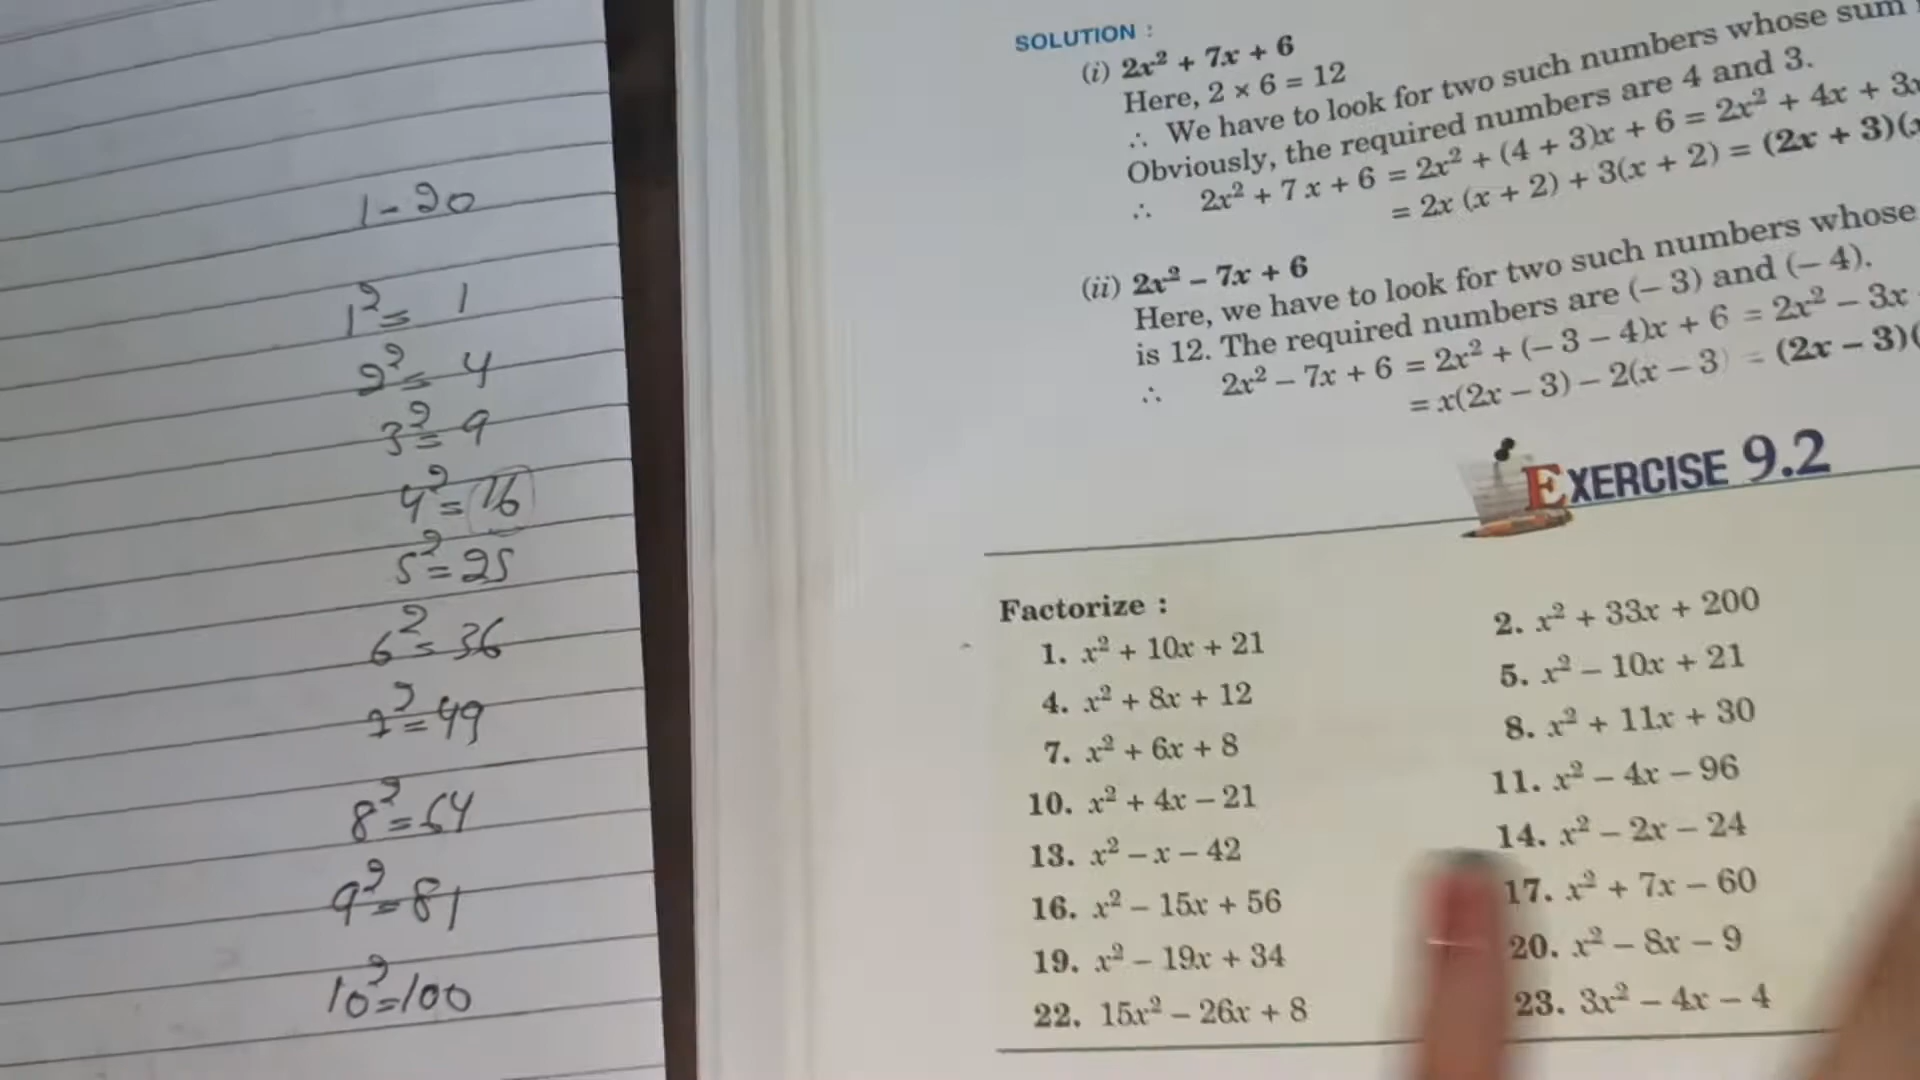 1-20
1²= 1
2²= 4
3²= 9
4²= 16
5²= 25
6²= 36
7²=49
8²=64
9²=81
10²=100
SOLUTION :
(i) 2x² + 7x + 6
Here, 2 × 6 = 12
∴ We have to look for two such numbers whose sum
Obviously, the required numbers are 4 and 3.
∴ 2x² + 7x + 6 = 2x² + (4 + 3)x + 6 = 2x² + 4x + 3x
= 2x (x + 2) + 3(x + 2) = (2x + 3)(x
(ii) 2x² – 7x + 6
Here, we have to look for two such numbers whose
is 12. The required numbers are (– 3) and (– 4).
∴ 2x² – 7x + 6 = 2x² + (– 3 – 4)x + 6 = 2x² – 3x
= x(2x – 3) – 2(x – 3) = (2x – 3)(
EXERCISE 9.2
Factorize :
1. x² + 10x + 21 2. x² + 33x + 200
4. x² + 8x + 12 5. x² – 10x + 21
7. x² + 6x + 8 8. x² + 11x + 30
10. x² + 4x – 21 11. x² – 4x – 96
13. x² – x – 42 14. x² – 2x – 24
16. x² – 15x + 56 17. x² + 7x – 60
19. x² – 19x + 34 20. x² – 8x – 9
22. 15x² – 26x + 8 23. 3x² – 4x – 4